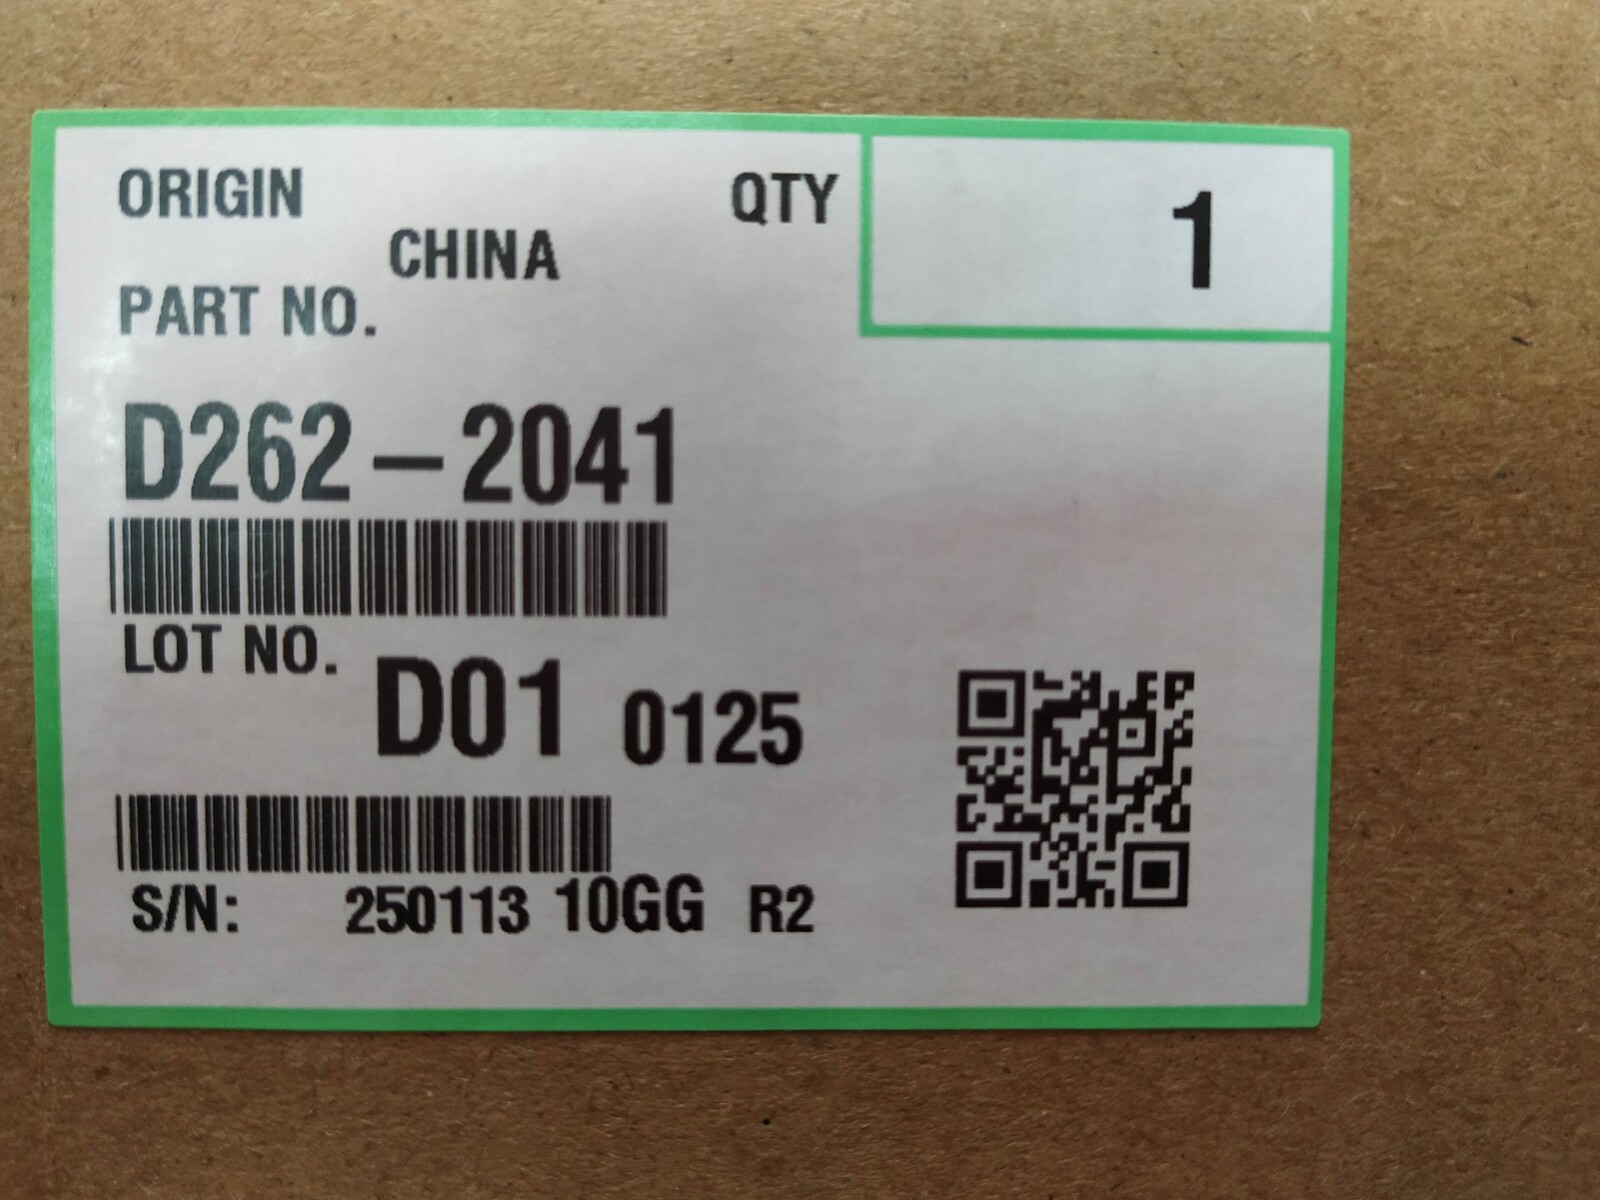 ORIGIN
CHINA
QTY
1
PART NO.
D262-2041
LOT NO.
D01 0125
S/N: 250113 10GG R2